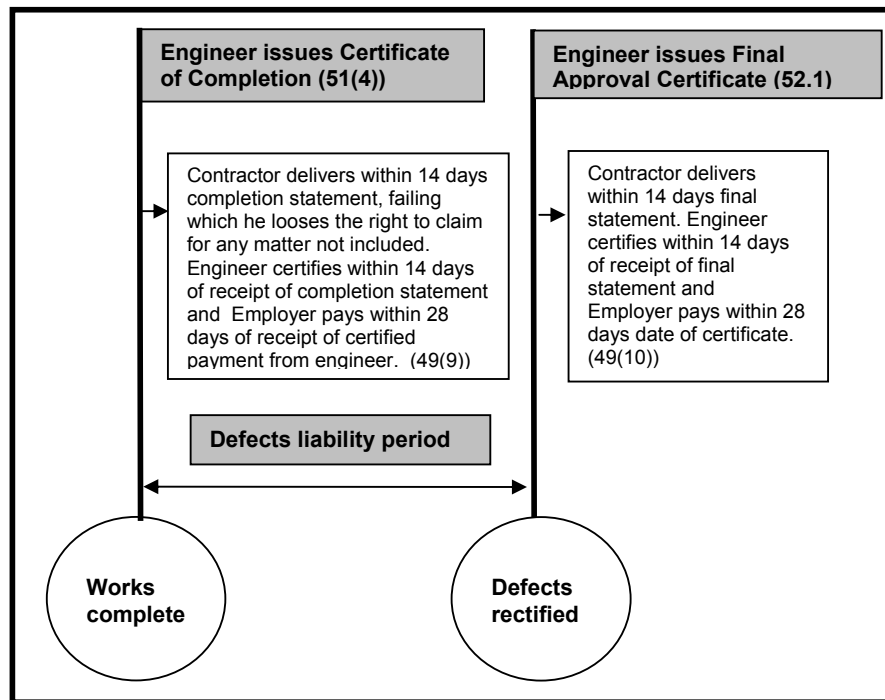 Engineer issues Certificate
of Completion (51(4))
Engineer issues Final
Approval Certificate (52.1)
Contractor delivers within 14 days
completion statement, failing
which he looses the right to claim
for any matter not included.
Engineer certifies within 14 days
of receipt of completion statement
and Employer pays within 28
days of receipt of certified
payment from engineer. (49(9))
Contractor delivers
within 14 days final
statement. Engineer
certifies within 14 days
of receipt of final
statement and
Employer pays within 28
days date of certificate.
(49(10))
Defects liability period
Works
complete
Defects
rectified